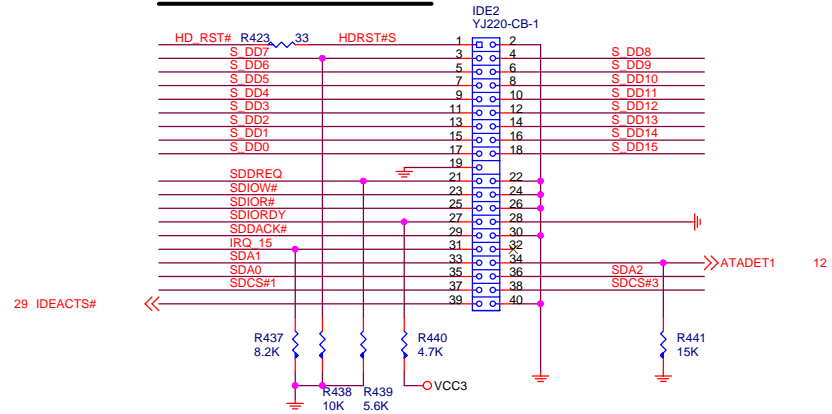 IDE2
YJ220-CB-1
HD_RST# R423 33 HDRST#S 1 2
S_DD7 3 4 S_DD8
S_DD6 5 6 S_DD9
S_DD5 7 8 S_DD10
S_DD4 9 10 S_DD11
S_DD3 11 12 S_DD12
S_DD2 13 14 S_DD13
S_DD1 15 16 S_DD14
S_DD0 17 18 S_DD15
19
SDDREQ 21 22
SDIOW# 23 24
SDIOR# 25 26
SDIORDY 27 28
SDDACK# 29 30
IRQ_15 31 32
SDA1 33 34 ATADET1 12
SDA0 35 36 SDA2
SDCS#1 37 38 SDCS#3
29 IDEACTS# 39 40
R437 R440 R441
8.2K 4.7K 15K
VCC3
R438 R439
10K 5.6K